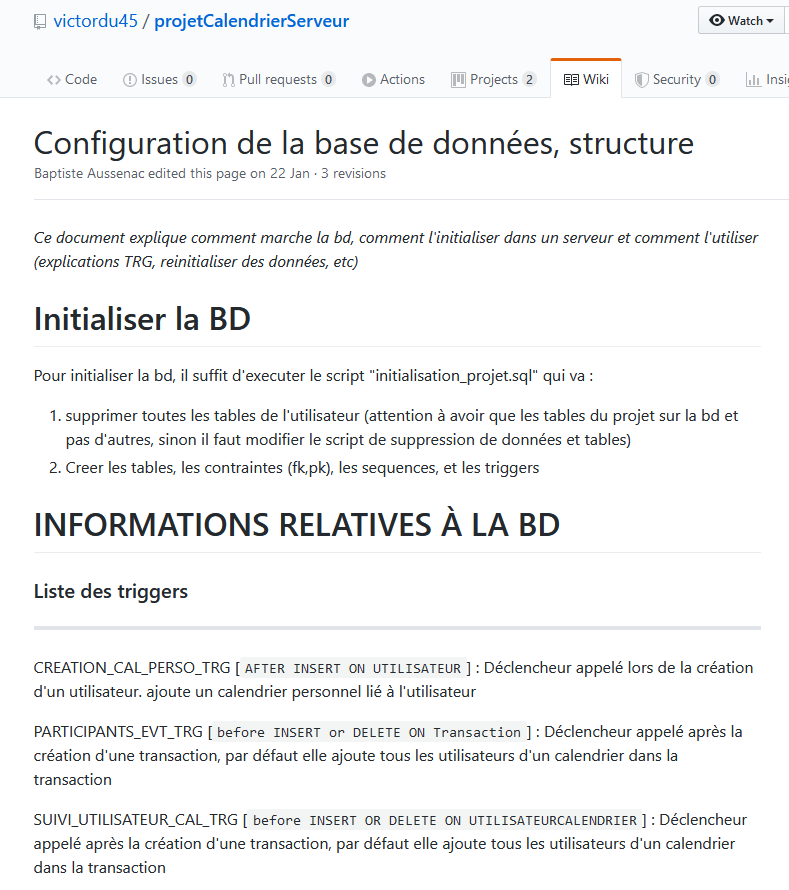 victordu45 / projetCalendrierServeur
Watch
Code Issues 0 Pull requests 0 Actions Projects 2 Wiki Security 0 Insi
Configuration de la base de données, structure
Baptiste Aussenac edited this page on 22 Jan · 3 revisions
Ce document explique comment marche la bd, comment l'initialiser dans un serveur et comment l'utiliser
(explications TRG, reinitialiser des données, etc)
Initialiser la BD
Pour initialiser la bd, il suffit d'executer le script "initialisation_projet.sql" qui va :
1. supprimer toutes les tables de l'utilisateur (attention à avoir que les tables du projet sur la bd et
pas d'autres, sinon il faut modifier le script de suppression de données et tables)
2. Creer les tables, les contraintes (fk,pk), les sequences, et les triggers
INFORMATIONS RELATIVES À LA BD
Liste des triggers
CREATION_CAL_PERSO_TRG [ AFTER INSERT ON UTILISATEUR ] : Déclencheur appelé lors de la création
d'un utilisateur. ajoute un calendrier personnel lié à l'utilisateur
PARTICIPANTS_EVT_TRG [ before INSERT or DELETE ON Transaction ] : Déclencheur appelé après la
création d'une transaction, par défaut elle ajoute tous les utilisateurs d'un calendrier dans la
transaction
SUIVI_UTILISATEUR_CAL_TRG [ before INSERT OR DELETE ON UTILISATEURCALENDRIER ] : Déclencheur
appelé après la création d'une transaction, par défaut elle ajoute tous les utilisateurs d'un calendrier
dans la transaction